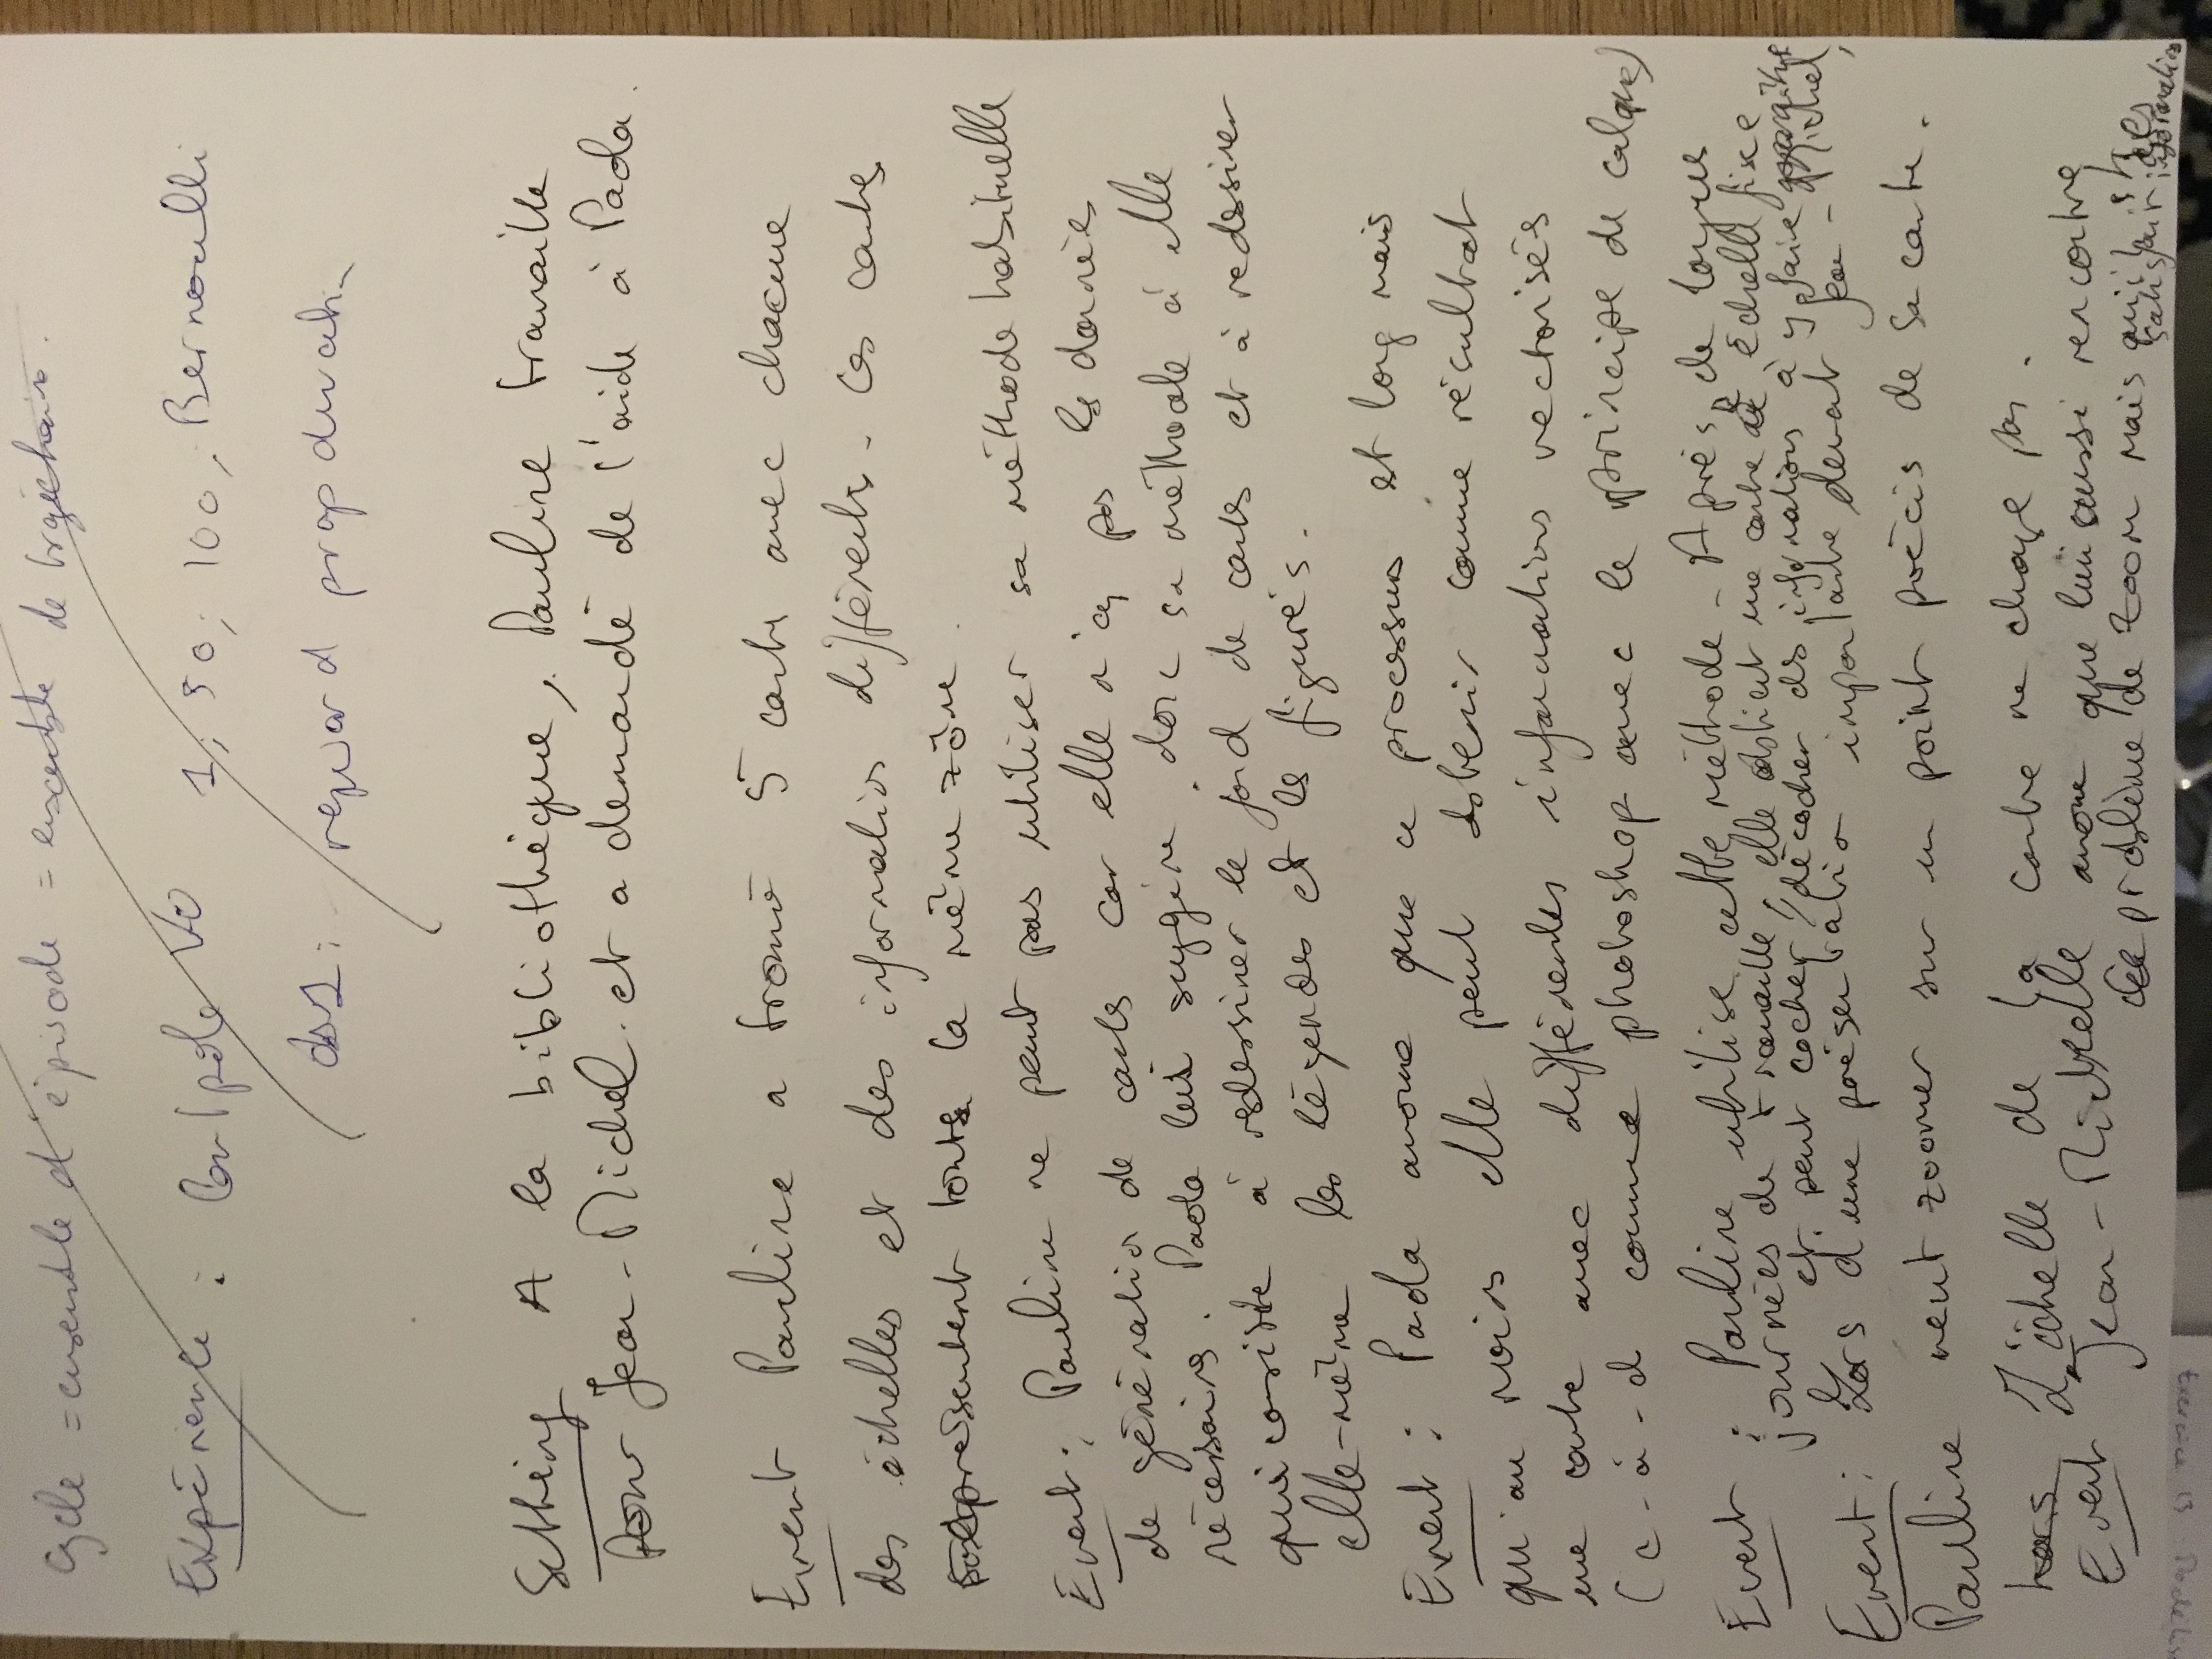 Cycle = ensemble d'épisode = ensemble de trajectoires.
Expérience : Cartpole V0 1; 50; 100; Bernoulli
reward prop
Setting A la bibliothèque, Pauline travaille
pour Jean-Michel. et a demandé de l'aide à Paola.
Event Pauline a trouvé 5 carte avec chacune
des échelles et des informations différents. Ces cartes
représentent toutes la même zône.
Event : Pauline ne peut pas utiliser sa méthode habituelle
de génération de cartes car elle n'a pas les données
nécessaires. Paola lui suggère donc sa méthode à elle
qui consiste à redessiner le fond de cartes et à redessiner
elle-même les légendes et les figurés.
Event : Paola avoue que ce processus est long mais
qu'au moins elle peut obtenir comme résultat
une carte avec différentes informations vectorisés
(c-à-d comme photoshop avec le principe de calque)
Event : Pauline utilise cette méthode. Après de longues
journées de travaille, elle obtient une carte à échelle fixe
et peut cocher/décocher des informations à y faire apparaître
Event : Lors d'une présentation importante devant Jean-Michel,
Pauline veut zoomer sur un point précis de sa carte.
hors L'échelle de la carte ne change pas.
Event Jean-Michelle avoue que lui aussi rencontre
ce problème de zoom mais qu'il est
satisfait des informations